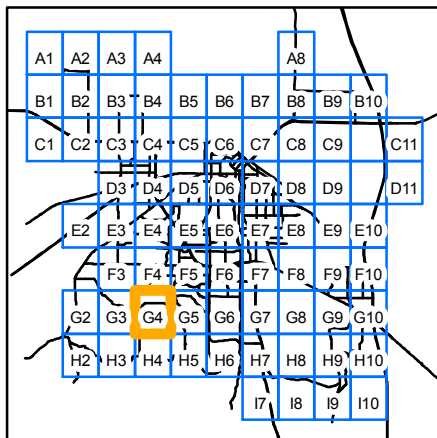 A1 A2 A3 A4 A8
B1 B2 B3 B4 B5 B6 B7 B8 B9 B10
C1 C2 C3 C4 C5 C6 C7 C8 C9 C11
D3 D4 D5 D6 D7 D8 D9 D11
E2 E3 E4 E5 E6 E7 E8 E9 E10
F3 F4 F5 F6 F7 F8 F9 F10
G2 G3 G4 G5 G6 G7 G8 G9 G10
H2 H3 H4 H5 H6 H7 H8 H9 H10
I7 I8 I9 I10